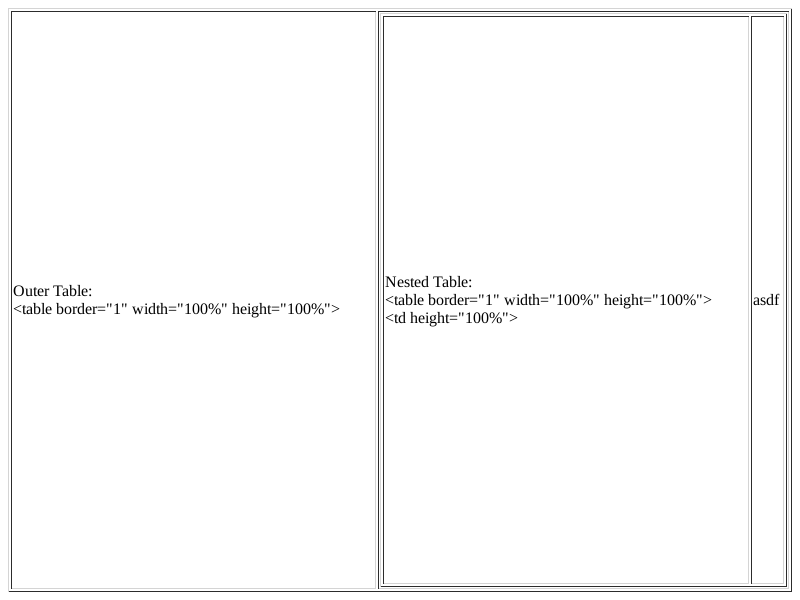 Outer Table:
<table border="1" width="100%" height="100%">
Nested Table:
<table border="1" width="100%" height="100%">
<td height="100%">
asdf